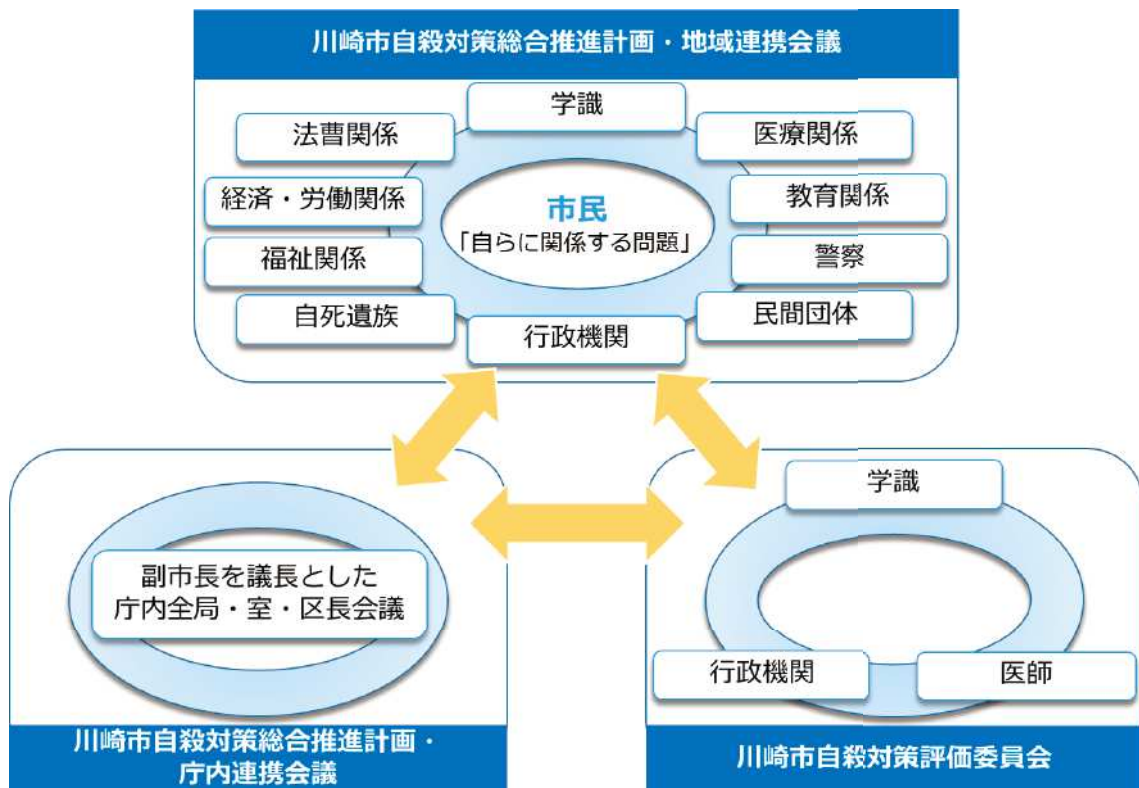 川崎市自殺対策総合推進計画・地域連携会議
学識
法曹関係
医療関係
経済・労働関係
教育関係
市民
「自らに関係する問題」
福祉関係
警察
自死遺族
民間団体
行政機関
副市長を議長とした
庁内全局・室・区長会議
川崎市自殺対策総合推進計画・
庁内連携会議
学識
行政機関
医師
川崎市自殺対策評価委員会